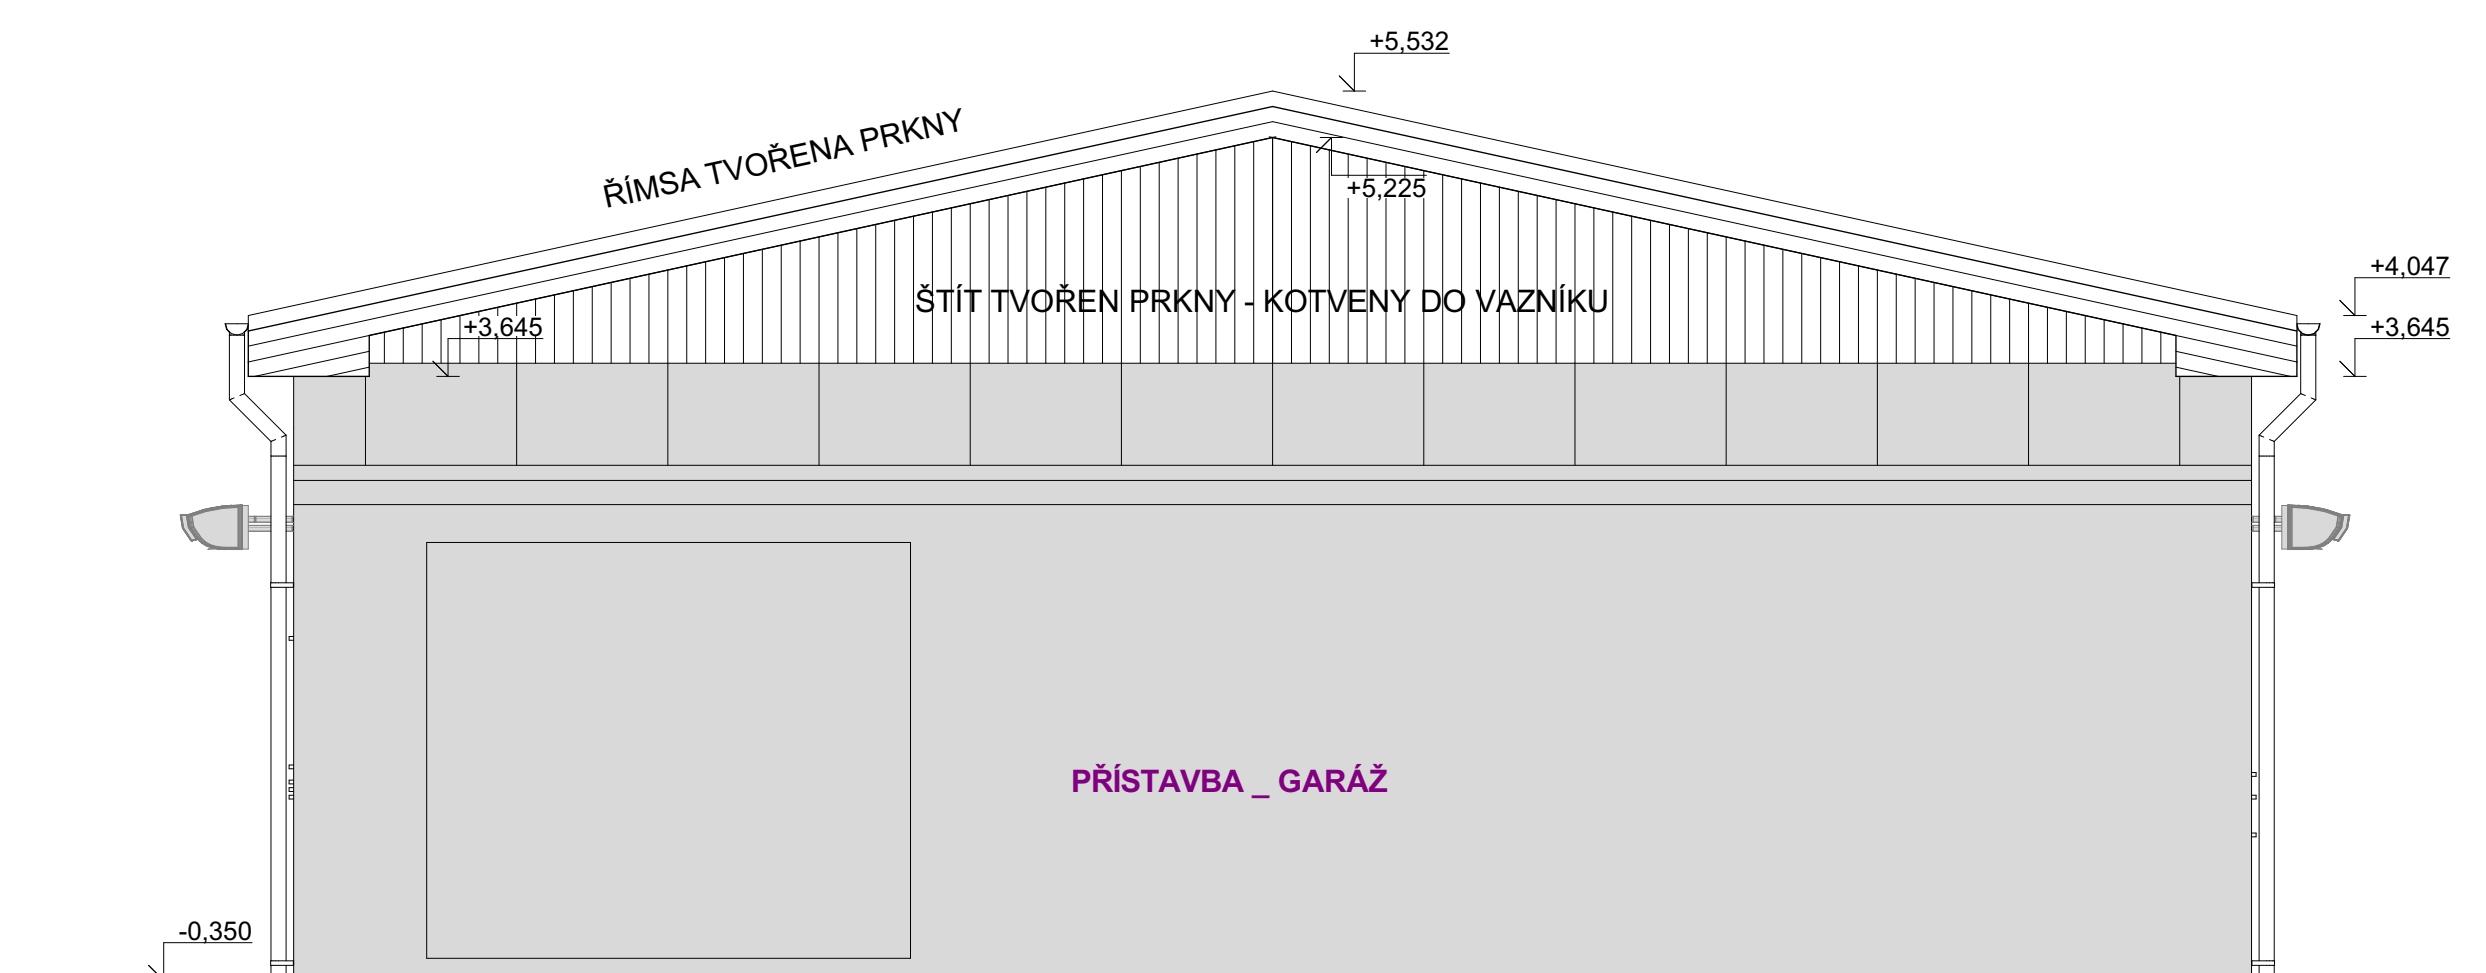 +5,532
ŘÍMSA TVOŘENA PRKNY
+5,225
+4,047
ŠTÍT TVOŘEN PRKNY - KOTVENY DO VAZNÍKU
+3,645
+3,645
PŘÍSTAVBA _ GARÁŽ
-0,350